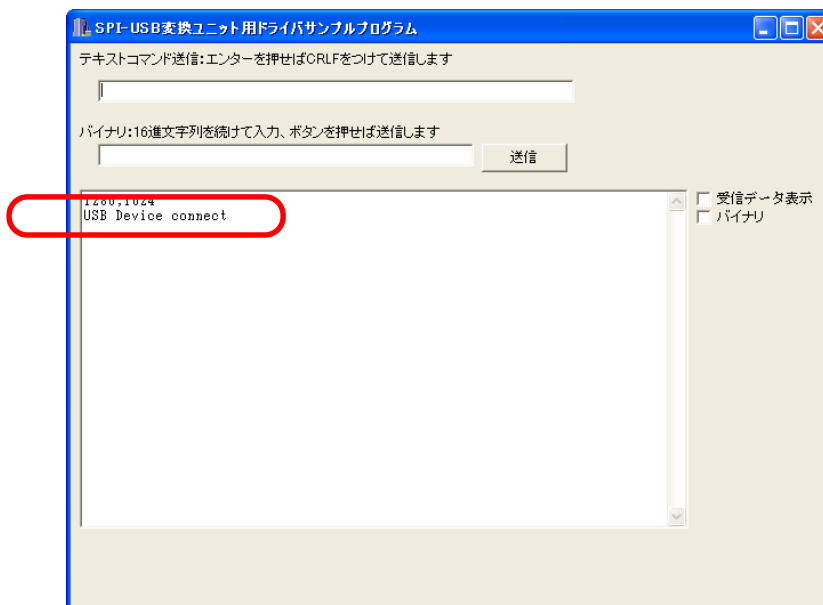 SPI-USB変換ユニット用ドライバサンプルプログラム
テキストコマンド送信:エンターを押せばCRLFをつけて送信します
バイナリ:16進文字列を続けて入力、ボタンを押せば送信します
送信
1280,1024
USB Device connect
受信データ表示
バイナリ